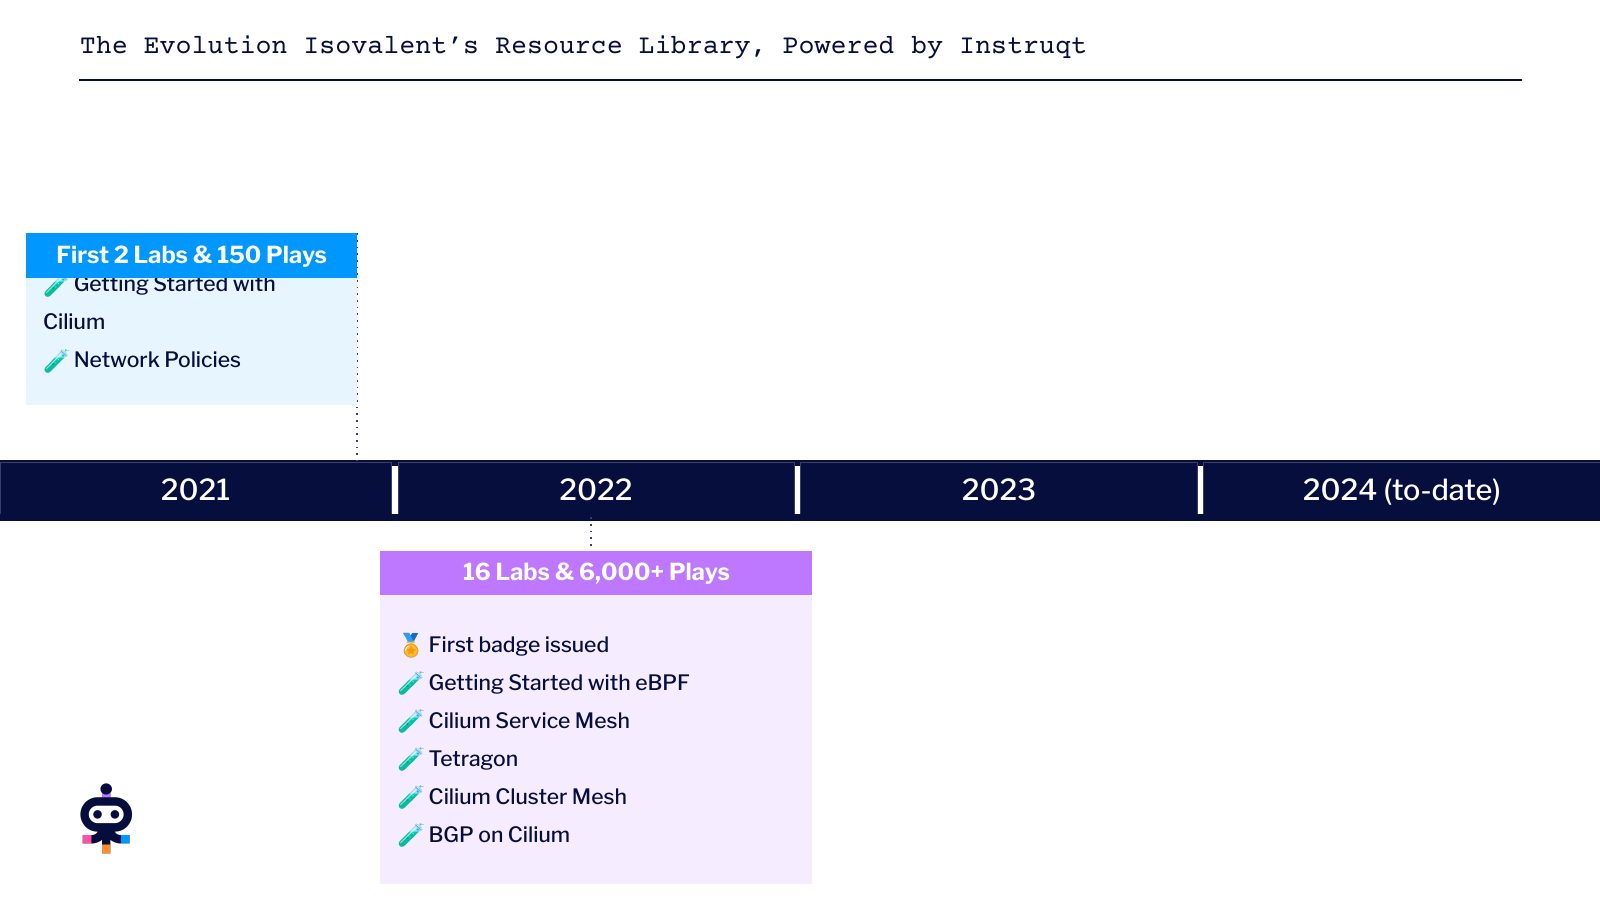 The Evolution Isovalent’s Resource Library, Powered by Instruqt
First 2 Labs & 150 Plays
🧪 Getting Started with
Cilium
🧪 Network Policies
2021
2022
2023
2024 (to-date)
16 Labs & 6,000+ Plays
🏅 First badge issued
🧪 Getting Started with eBPF
🧪 Cilium Service Mesh
🧪 Tetragon
🧪 Cilium Cluster Mesh
🧪 BGP on Cilium